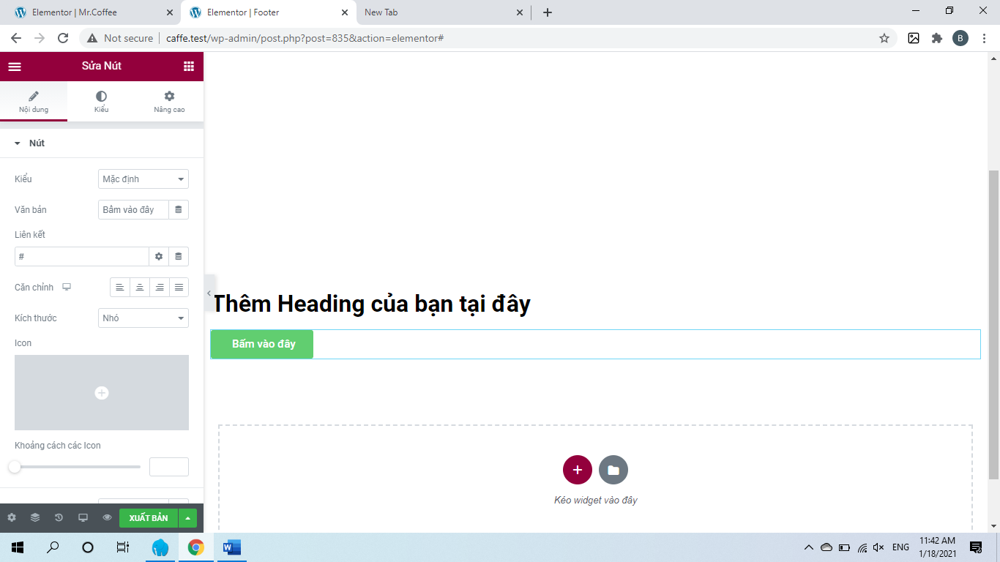 Elementor | Mr.Coffee
Elementor | Footer
New Tab
Not secure
caffe.test/wp-admin/post.php?post=835&action=elementor#
B
Sửa Nút
Nội dung
Kiểu
Nâng cao
Nút
Kiểu
Mặc định
Văn bản
Bấm vào đây
Liên kết
#
Căn chỉnh
Kích thước
Nhỏ
Icon
Khoảng cách các Icon
XUẤT BẢN
Thêm Heading của bạn tại đây
Bấm vào đây
Kéo widget vào đây
W
ENG
11:42 AM
1/18/2021